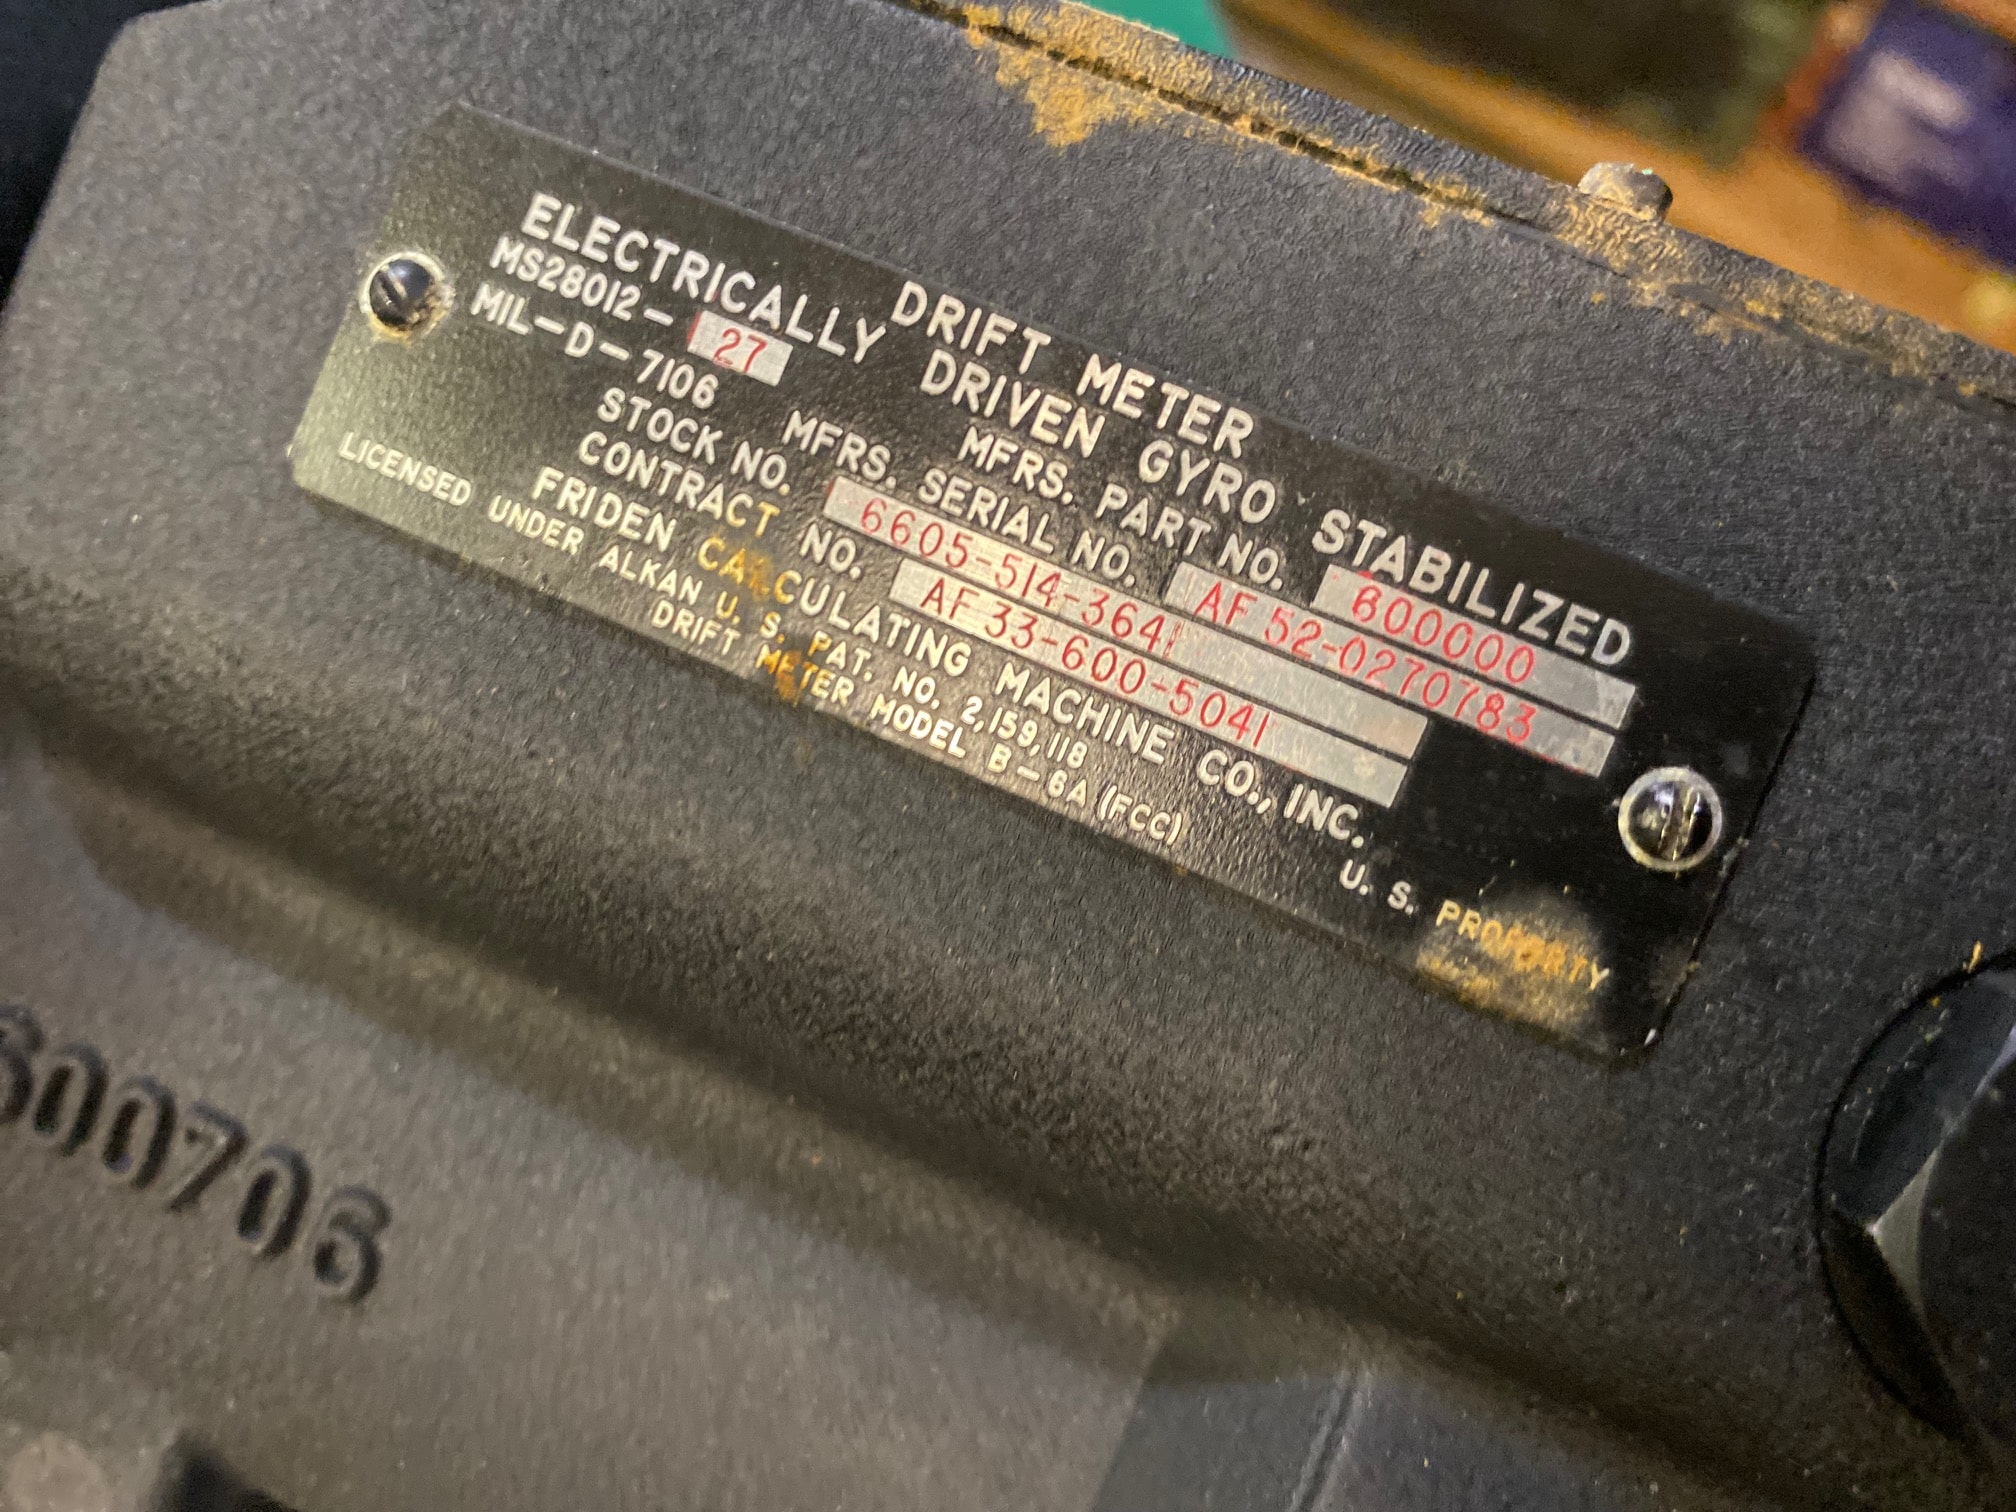 DRIFT METER
ELECTRICALLY DRIVEN GYRO STABILIZED
MS28012-27 MFRS. PART NO. 600000
MIL-D-7106 MFRS. SERIAL NO. AF 52-0270783
STOCK NO. 6605-514-3641
CONTRACT NO. AF 33-600-5041
FRIDEN CALCULATING MACHINE CO., INC.
LICENSED UNDER ALKAN U. S. PAT. NO. 2,159,118
DRIFT METER MODEL B-6A (FCC)
U. S. PROPERTY
600706